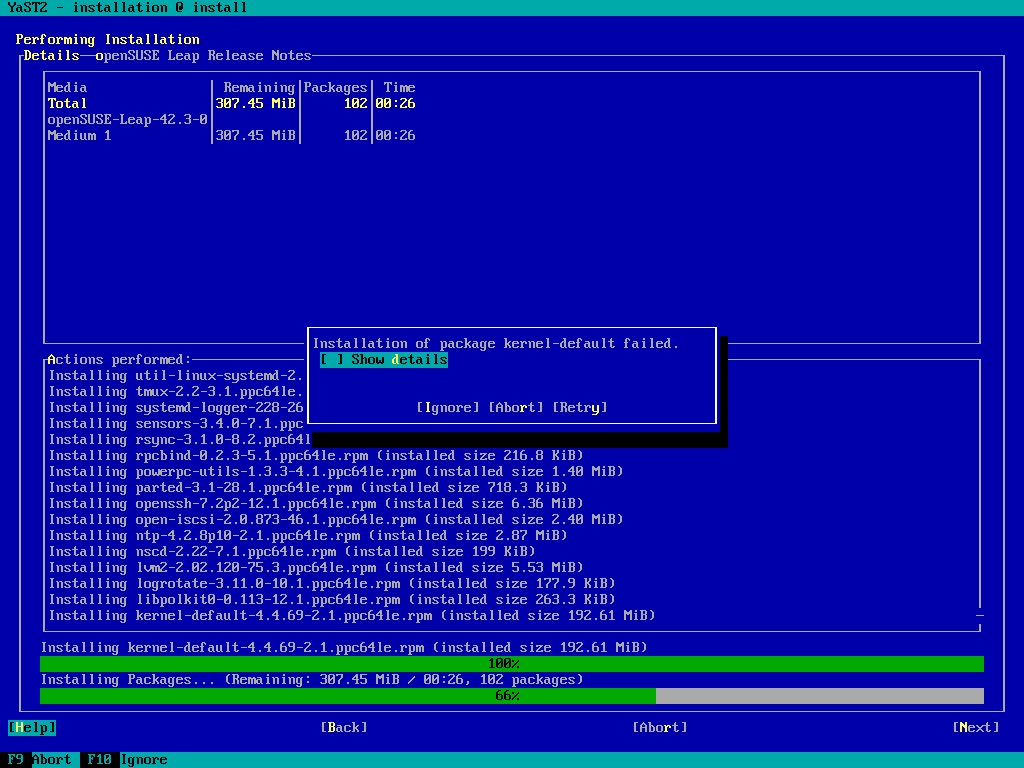 YaST2 - installation @ install
Performing Installation
Details openSUSE Leap Release Notes
Media Remaining Packages Time
Total 307.45 MiB 102 00:26
openSUSE-Leap-42.3-0
Medium 1 307.45 MiB 102 00:26
Installation of package kernel-default failed.
[ ] Show details
[Ignore] [Abort] [Retry]
Actions performed:
Installing util-linux-systemd-2.
Installing tmux-2.2-3.1.ppc64le.
Installing systemd-logger-228-26
Installing sensors-3.4.0-7.1.ppc
Installing rsync-3.1.0-8.2.ppc64l
Installing rpcbind-0.2.3-5.1.ppc64le.rpm (installed size 216.8 KiB)
Installing powerpc-utils-1.3.3-4.1.ppc64le.rpm (installed size 1.40 MiB)
Installing parted-3.1-28.1.ppc64le.rpm (installed size 718.3 KiB)
Installing openssh-7.2p2-12.1.ppc64le.rpm (installed size 6.36 MiB)
Installing open-iscsi-2.0.873-46.1.ppc64le.rpm (installed size 2.40 MiB)
Installing ntp-4.2.8p10-2.1.ppc64le.rpm (installed size 2.87 MiB)
Installing nscd-2.22-7.1.ppc64le.rpm (installed size 199 KiB)
Installing lvm2-2.02.120-75.3.ppc64le.rpm (installed size 5.53 MiB)
Installing logrotate-3.11.0-10.1.ppc64le.rpm (installed size 177.9 KiB)
Installing libpolkit0-0.113-12.1.ppc64le.rpm (installed size 263.3 KiB)
Installing kernel-default-4.4.69-2.1.ppc64le.rpm (installed size 192.61 MiB)
Installing kernel-default-4.4.69-2.1.ppc64le.rpm (installed size 192.61 MiB)
100%
Installing Packages... (Remaining: 307.45 MiB / 00:26, 102 packages)
66%
[Help] [Back] [Abort] [Next]
F9 Abort F10 Ignore